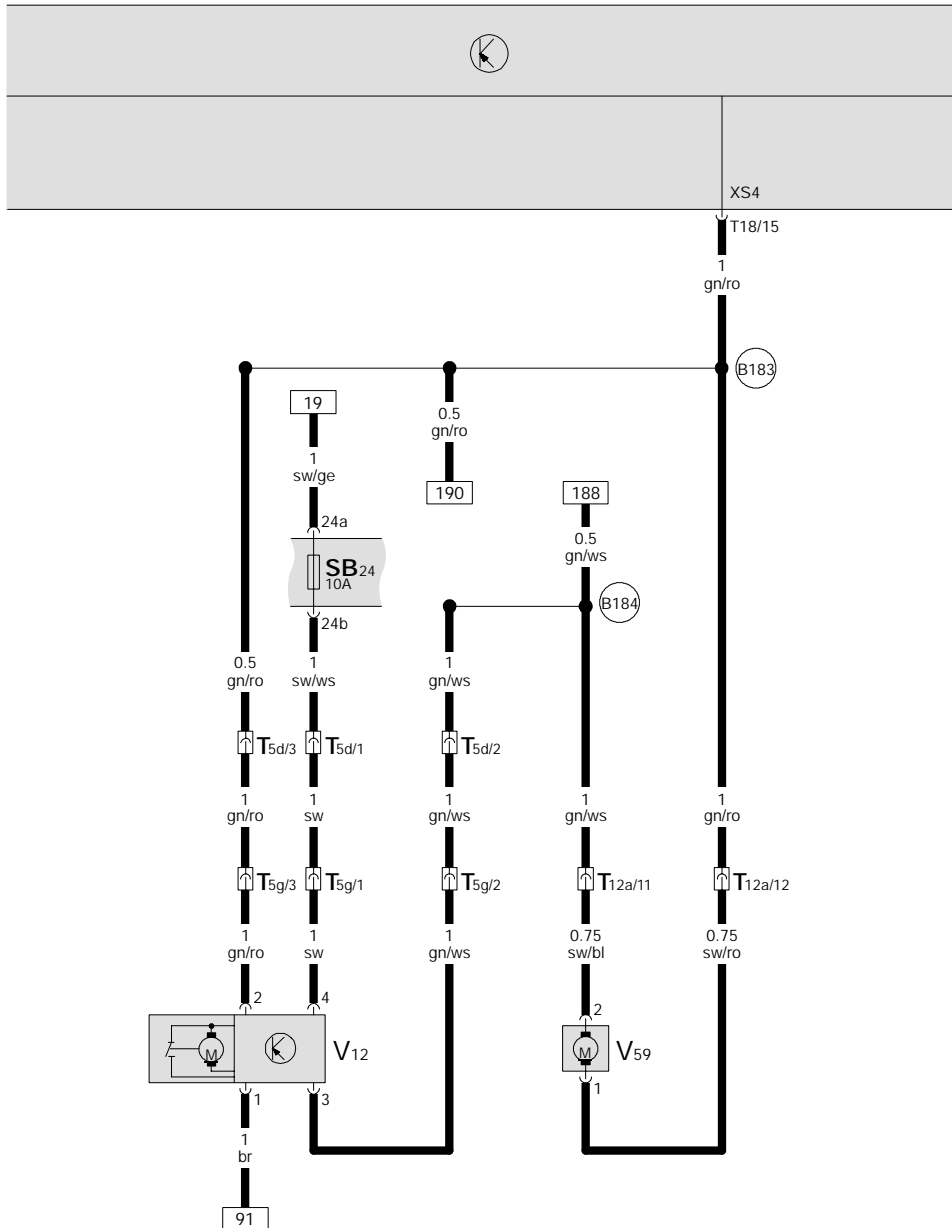 XS4
T18/15
1
gn/ro
B183
19
0.5
gn/ro
1
sw/ge
190
188
24a
0.5
gn/ws
SB24
10A
B184
24b
0.5
gn/ro
1
sw/ws
1
gn/ws
T5d/3
T5d/1
T5d/2
1
gn/ro
1
sw
1
gn/ws
1
gn/ws
1
gn/ro
T5g/3
T5g/1
T5g/2
T12a/11
T12a/12
1
gn/ro
1
sw
1
gn/ws
0.75
sw/bl
0.75
sw/ro
2
4
2
M
V12
M
V59
1
3
1
1
br
91